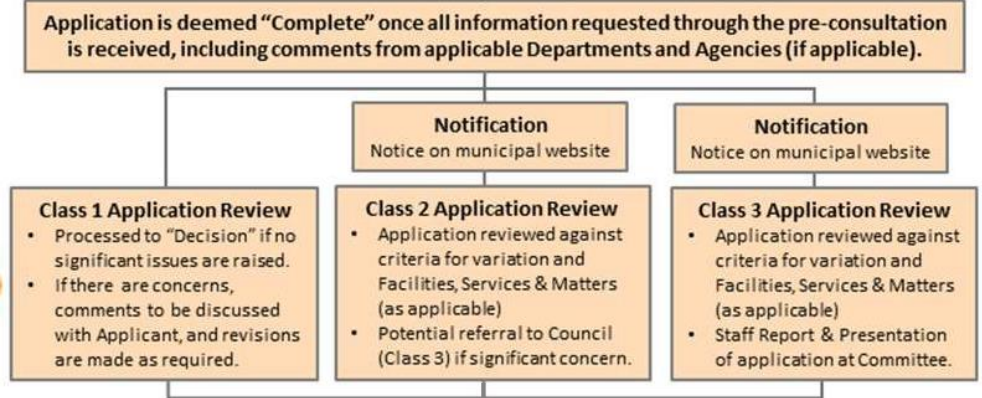 Application is deemed “Complete” once all information requested through the pre-consultation
is received, including comments from applicable Departments and Agencies (if applicable).
Notification
Notice on municipal website
Notification
Notice on municipal website
Class 1 Application Review
• Processed to “Decision” if no
significant issues are raised.
• If there are concerns,
comments to be discussed
with Applicant, and revisions
are made as required.
Class 2 Application Review
• Application reviewed against
criteria for variation and
Facilities, Services & Matters
(as applicable)
• Potential referral to Council
(Class 3) if significant concern.
Class 3 Application Review
• Application reviewed against
criteria for variation and
Facilities, Services & Matters
(as applicable)
• Staff Report & Presentation
of application at Committee.